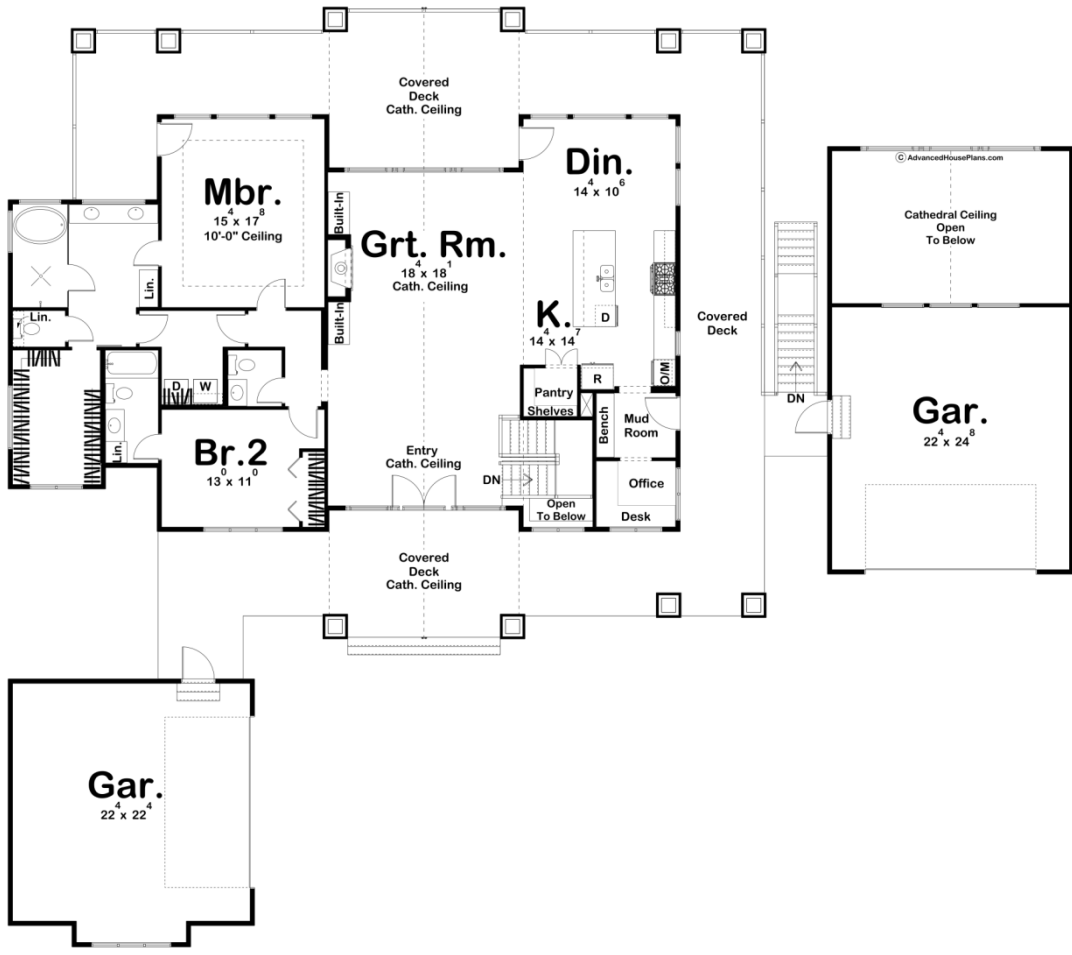 Covered
Deck
Cath. Ceiling
Mbr.
15⁴ x 17⁸
10'-0" Ceiling
Din.
14⁴ x 10⁶
© AdvancedHousePlans.com
Cathedral Ceiling
Open
To Below
Built-In
Grt. Rm.
18⁴ x 18¹
Cath. Ceiling
Lin.
Lin.
Built-In
K.
14⁴ x 14⁷
D
Covered
Deck
D
W
R
O/M
Pantry
Shelves
DN
Gar.
22⁴ x 24⁸
Bench
Mud
Room
Lin.
Br.2
13⁰ x 11⁰
Entry
Cath. Ceiling
DN
Office
Open
To Below
Desk
Covered
Deck
Cath. Ceiling
Gar.
22⁴ x 22⁴